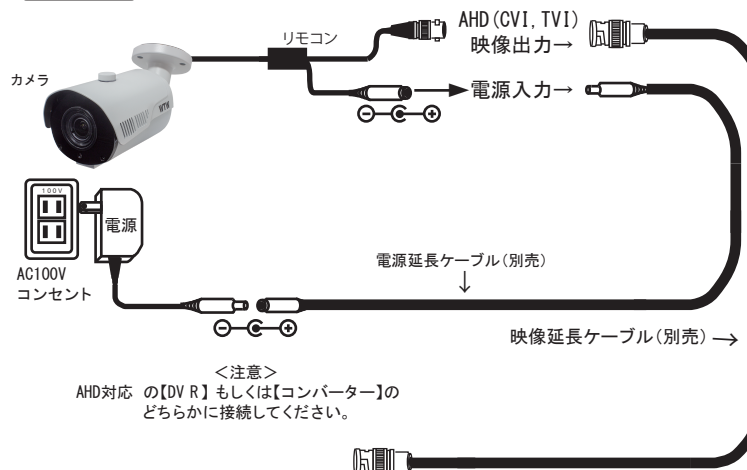 リモコン
AHD(CVI,TVI)
映像出力→
カメラ
WTW
電源入力→
100V
電源
AC100V
コンセント
電源延長ケーブル(別売)
↓
映像延長ケーブル(別売)→
＜注意＞
AHD対応 の【DV R】もしくは【コンバーター】の
どちらかに接続してください。